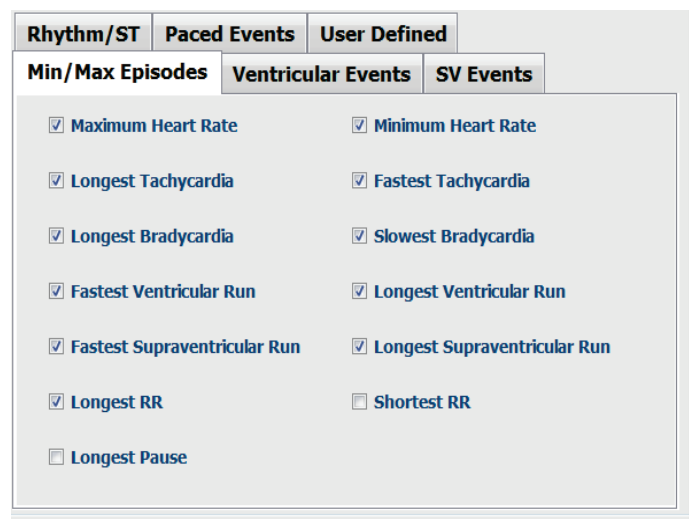 Rhythm/ST Paced Events User Defined
Min/Max Episodes Ventricular Events SV Events
Maximum Heart Rate Minimum Heart Rate
Longest Tachycardia Fastest Tachycardia
Longest Bradycardia Slowest Bradycardia
Fastest Ventricular Run Longest Ventricular Run
Fastest Supraventricular Run Longest Supraventricular Run
Longest RR Shortest RR
Longest Pause